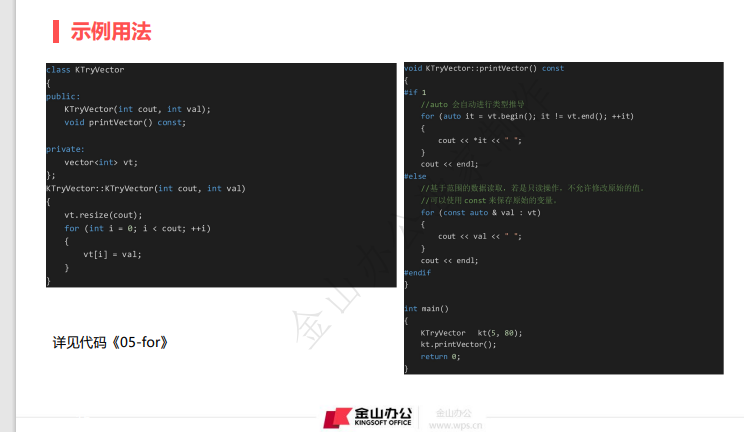 示例用法
class KTryVector
{
public:
KTryVector(int cout, int val);
void printVector() const;
private:
vector<int> vt;
};
KTryVector::KTryVector(int cout, int val)
{
vt.resize(cout);
for (int i = 0; i < cout; ++i)
{
vt[i] = val;
}
}
详见代码《05-for》
void KTryVector::printVector() const
{
#if 1
//auto 会自动进行类型推导
for (auto it = vt.begin(); it != vt.end(); ++it)
{
cout << *it << " ";
}
cout << endl;
#else
//基于范围的数据读取，若是只读操作，不允许修改原始的值，
//可以使用 const 来保存原始的变量。
for (const auto & val : vt)
{
cout << val << " ";
}
cout << endl;
#endif
}
int main()
{
KTryVector kt(5, 80);
kt.printVector();
return 0;
}
金山办公
KINGSOFT OFFICE
金山办公
www.wps.cn